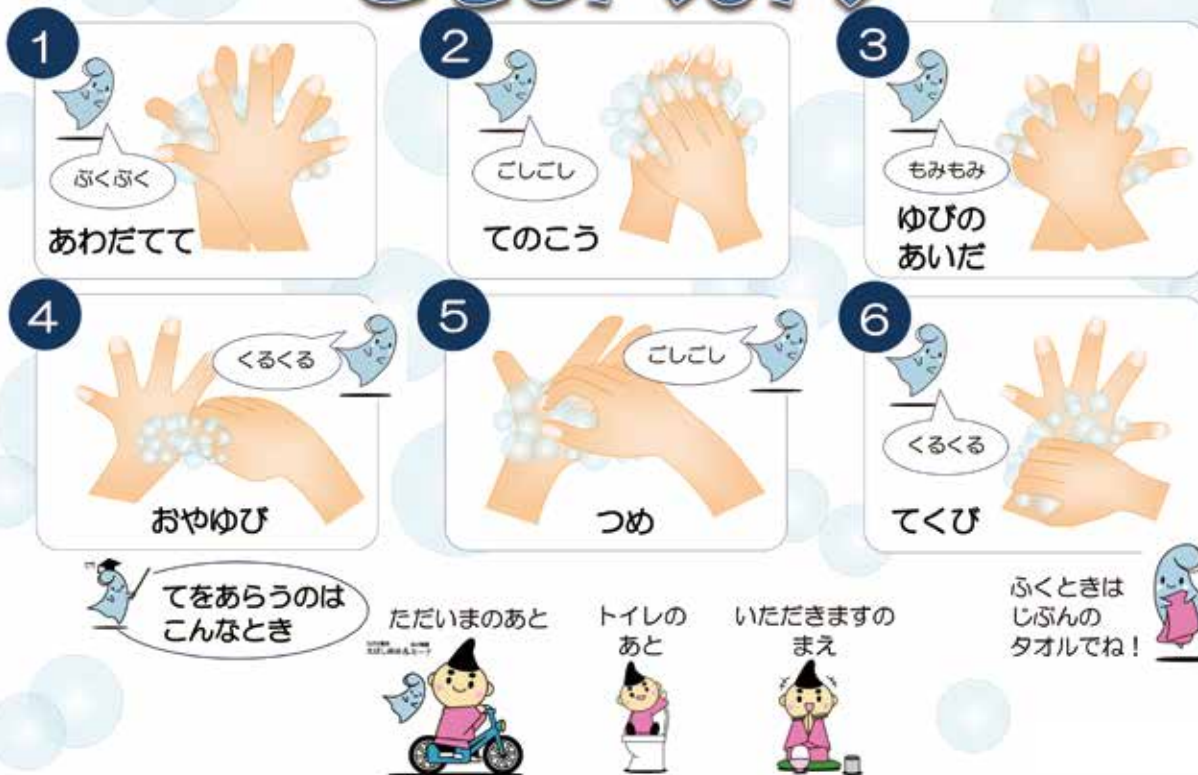 1
ぶくぶく
あわだてて
2
ごしごし
てのこう
3
もみもみ
ゆびの
あいだ
4
くるくる
おやゆび
5
ごしごし
つめ
6
くるくる
てくび
てをあらうのは
こんなとき
ただいまのあと
トイレの
あと
いただきますの
まえ
ふくときは
じぶんの
タオルでね！